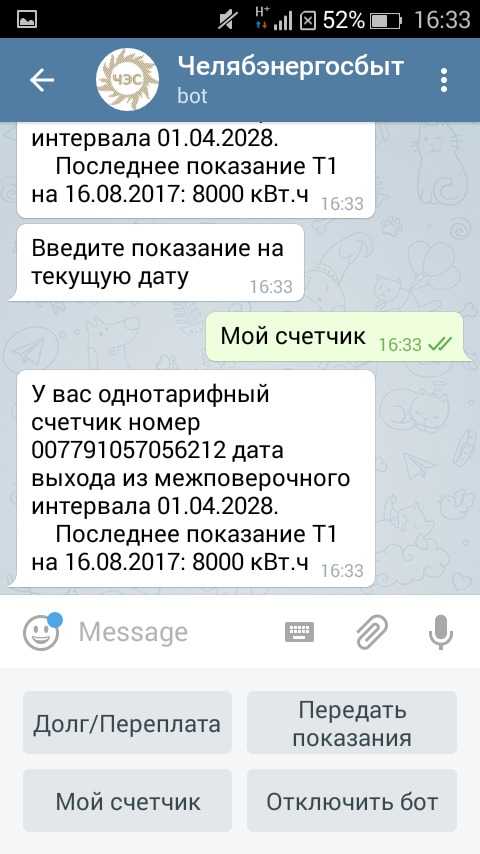 H+
52%
16:33
ЧЭС
Челябэнергосбыт
bot
интервала 01.04.2028.
Последнее показание Т1
на 16.08.2017: 8000 кВт.ч 16:33
Введите показание на
текущую дату
16:33
Мой счетчик 16:33
У вас однотарифный
счетчик номер
007791057056212 дата
выхода из межповерочного
интервала 01.04.2028.
Последнее показание Т1
на 16.08.2017: 8000 кВт.ч 16:33
Message
Долг/Переплата
Передать
показания
Мой счетчик
Отключить бот